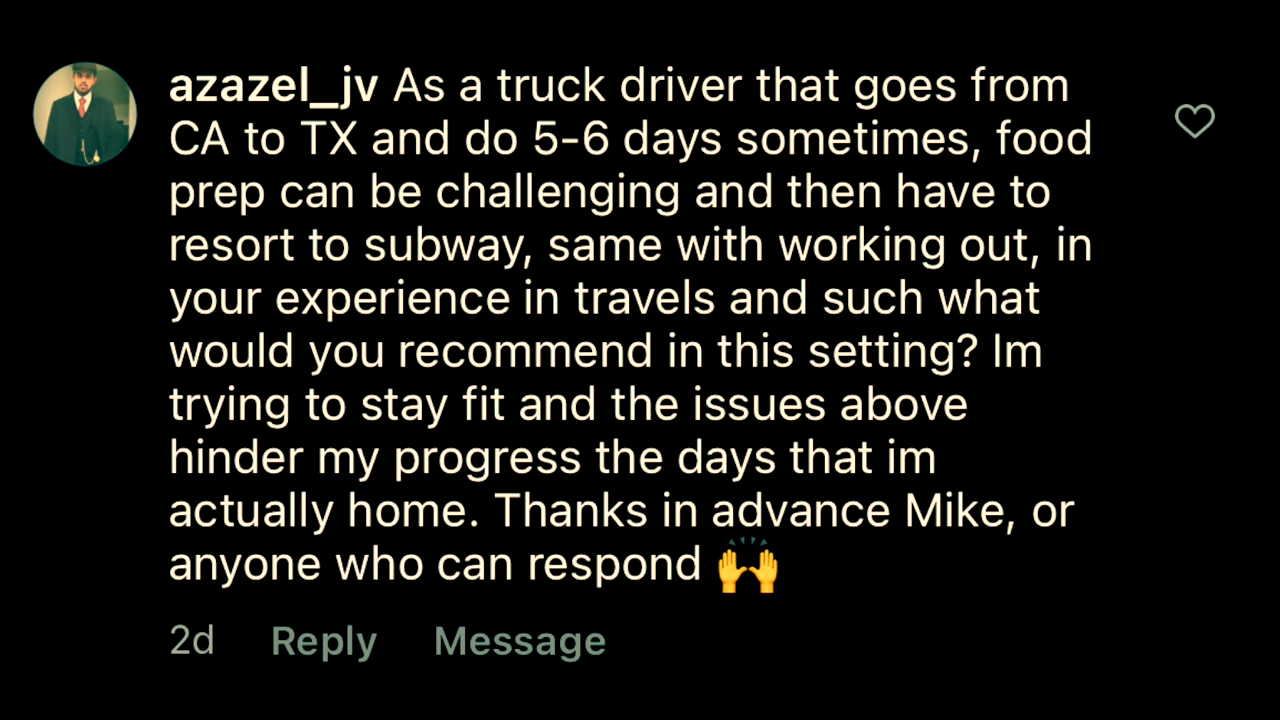 azazel_jv As a truck driver that goes from
CA to TX and do 5-6 days sometimes, food
prep can be challenging and then have to
resort to subway, same with working out, in
your experience in travels and such what
would you recommend in this setting? Im
trying to stay fit and the issues above
hinder my progress the days that im
actually home. Thanks in advance Mike, or
anyone who can respond 🙌
2d Reply Message